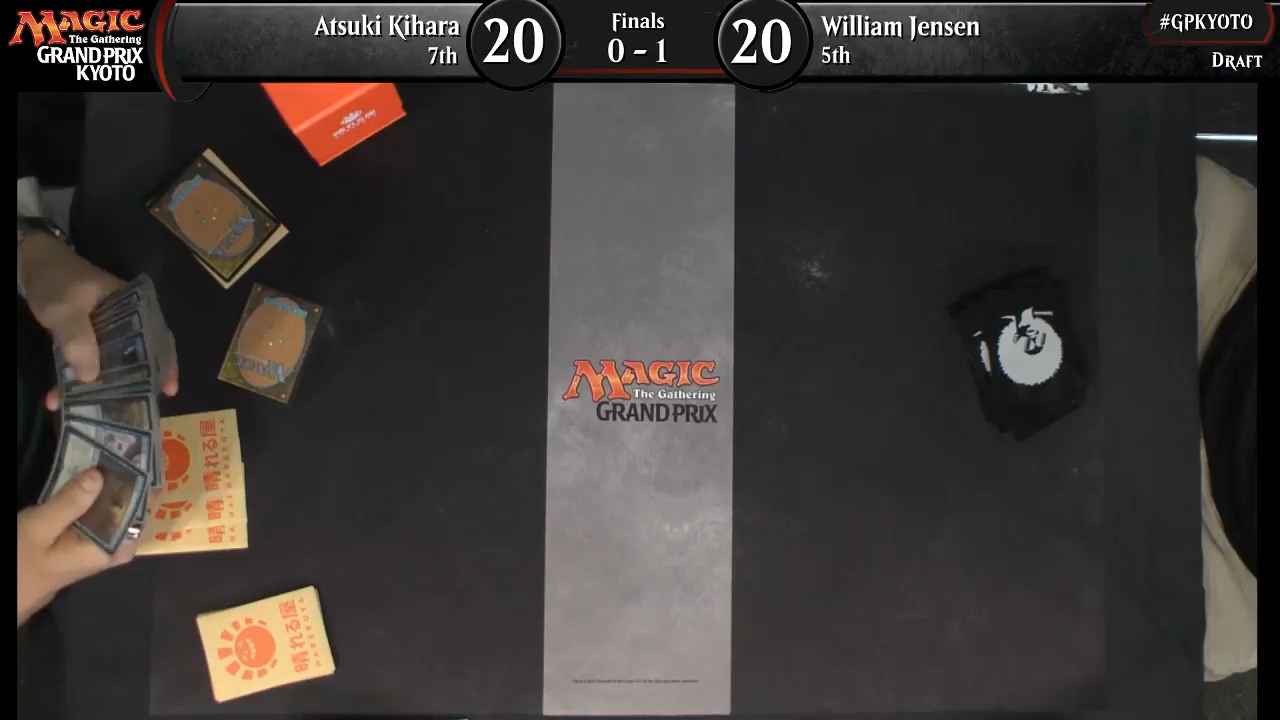 MAGIC
The Gathering
GRAND PRIX
KYOTO
Atsuki Kihara
7th
20
Finals
0 - 1
20
William Jensen
5th
#GPKYOTO
DRAFT
MAGIC
The Gathering
GRAND PRIX
晴れる屋
晴れる屋
HARERUYA